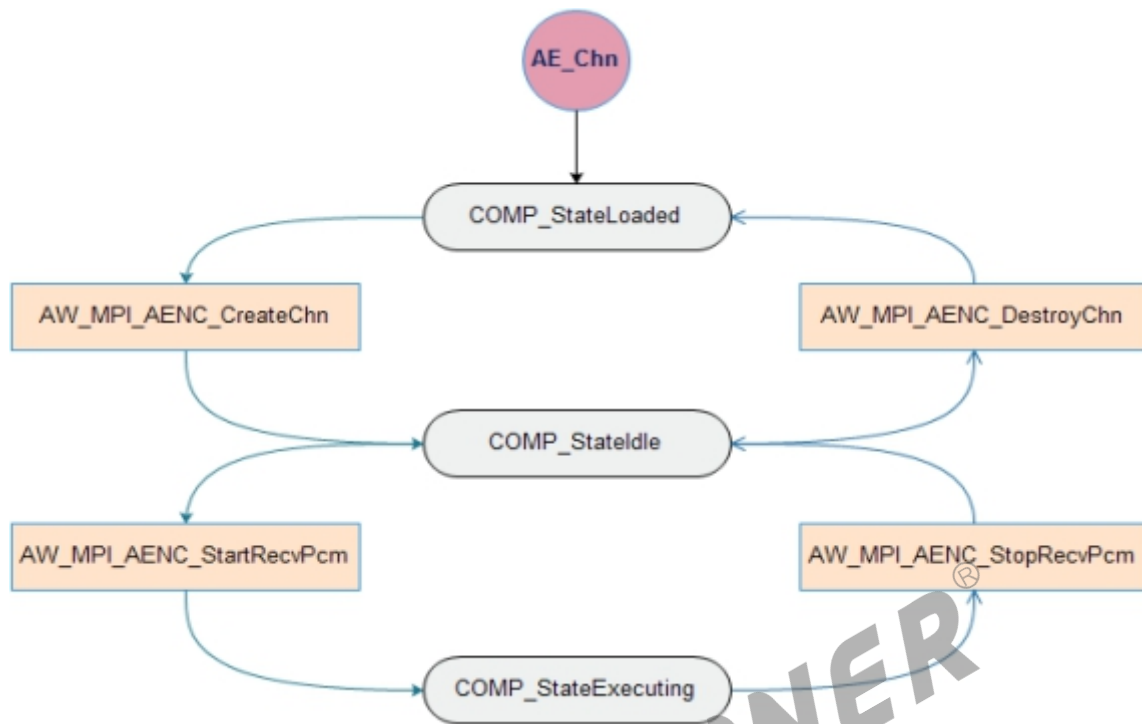 AE_Chn
COMP_StateLoaded
AW_MPI_AENC_CreateChn
AW_MPI_AENC_DestroyChn
COMP_StateIdle
AW_MPI_AENC_StartRecvPcm
AW_MPI_AENC_StopRecvPcm
®
COMP_StateExecuting